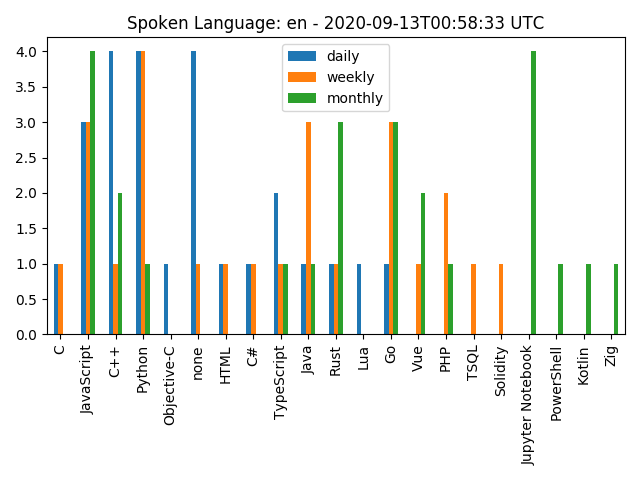 Spoken Language: en - 2020-09-13T00:58:33 UTC
daily
weekly
monthly
4.0
3.5
3.0
2.5
2.0
1.5
1.0
0.5
0.0
C
JavaScript
C++
Python
Objective-C
none
HTML
C#
TypeScript
Java
Rust
Lua
Go
Vue
PHP
TSQL
Solidity
Jupyter Notebook
PowerShell
Kotlin
Zig